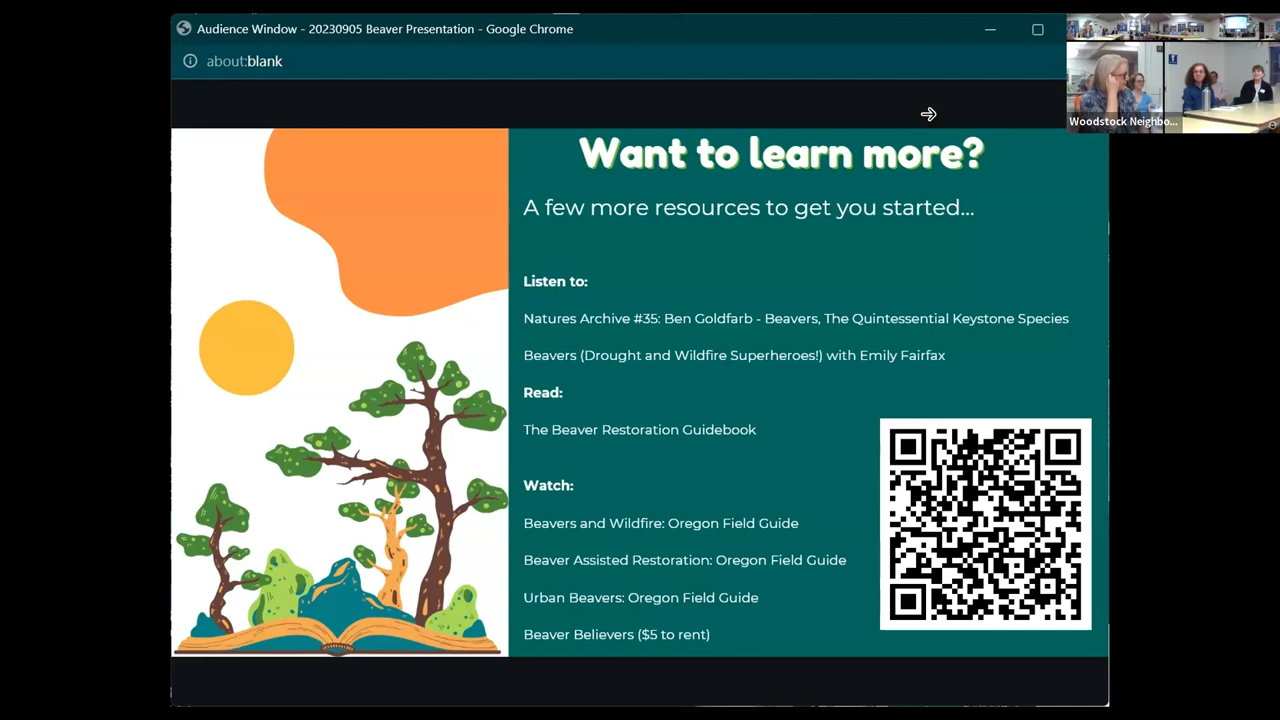 Audience Window - 20230905 Beaver Presentation - Google Chrome
about:blank
Woodstock Neighbo...
Want to learn more?
A few more resources to get you started...
Listen to:
Natures Archive #35: Ben Goldfarb - Beavers, The Quintessential Keystone Species
Beavers (Drought and Wildfire Superheroes!) with Emily Fairfax
Read:
The Beaver Restoration Guidebook
Watch:
Beavers and Wildfire: Oregon Field Guide
Beaver Assisted Restoration: Oregon Field Guide
Urban Beavers: Oregon Field Guide
Beaver Believers ($5 to rent)